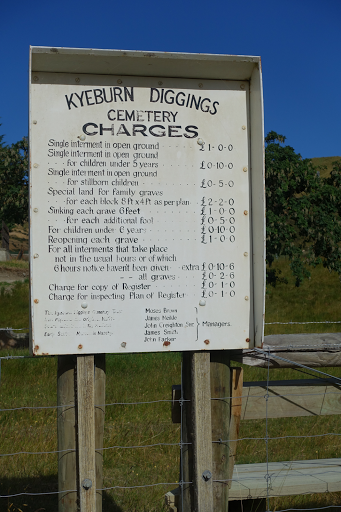 KYEBURN DIGGINGS
CEMETERY
CHARGES
Single interment in open ground £1-0-0
Single interment in open ground
for children under 5 years £0-10-0
Single interment in open ground
for stillborn children £0-5-0
Special land for family graves
for each block 8ft x 4ft as per plan £2-2-0
Sinking each grave 6 feet £1-0-0
for each additional foot £0-5-0
For children under 6 years £0-10-0
Reopening each grave £1-0-0
For all interments that take place
not in the usual hours or of which
6 hours notice haven't been given extra £0-10-6
all graves £0-2-6
Charge for copy of Register £0-1-0
Charge for inspecting Plan of Register £0-1-0
Moses Brown
James Meikle
John Creighton
Managers
James Smith